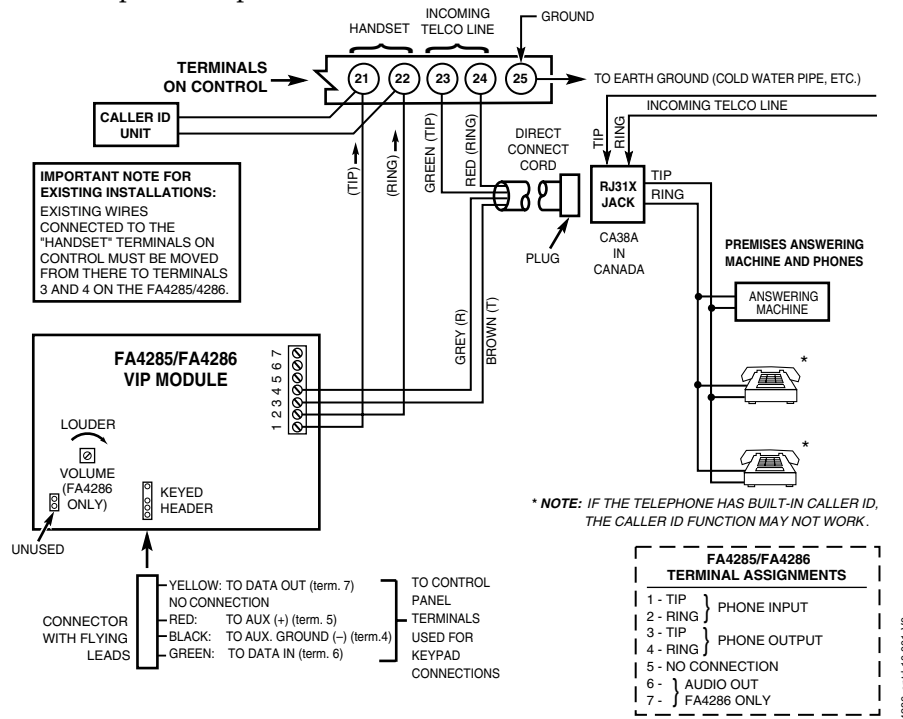 HANDSET
INCOMING
TELCO LINE
GROUND
TERMINALS
ON CONTROL
21 22 23 24 25
TO EARTH GROUND (COLD WATER PIPE, ETC.)
INCOMING TELCO LINE
CALLER ID
UNIT
(TIP)
(RING)
GREEN (TIP)
RED (RING)
DIRECT
CONNECT
CORD
TIP
RING
RJ31X
JACK
TIP
RING
PLUG
CA38A
IN
CANADA
IMPORTANT NOTE FOR
EXISTING INSTALLATIONS:
EXISTING WIRES
CONNECTED TO THE
"HANDSET" TERMINALS ON
CONTROL MUST BE MOVED
FROM THERE TO TERMINALS
3 AND 4 ON THE FA4285/4286.
PREMISES ANSWERING
MACHINE AND PHONES
ANSWERING
MACHINE
*
*
GREY (R)
BROWN (T)
FA4285/FA4286
VIP MODULE
1 2 3 4 5 6 7
LOUDER
VOLUME
(FA4286
ONLY)
KEYED
HEADER
UNUSED
* NOTE: IF THE TELEPHONE HAS BUILT-IN CALLER ID,
THE CALLER ID FUNCTION MAY NOT WORK.
CONNECTOR
WITH FLYING
LEADS
YELLOW: TO DATA OUT (term. 7)
NO CONNECTION
RED: TO AUX (+) (term. 5)
BLACK: TO AUX. GROUND (–) (term.4)
GREEN: TO DATA IN (term. 6)
TO CONTROL
PANEL
TERMINALS
USED FOR
KEYPAD
CONNECTIONS
FA4285/FA4286
TERMINAL ASSIGNMENTS
1 - TIP
2 - RING
PHONE INPUT
3 - TIP
4 - RING
PHONE OUTPUT
5 - NO CONNECTION
6 - AUDIO OUT
7 - FA4286 ONLY